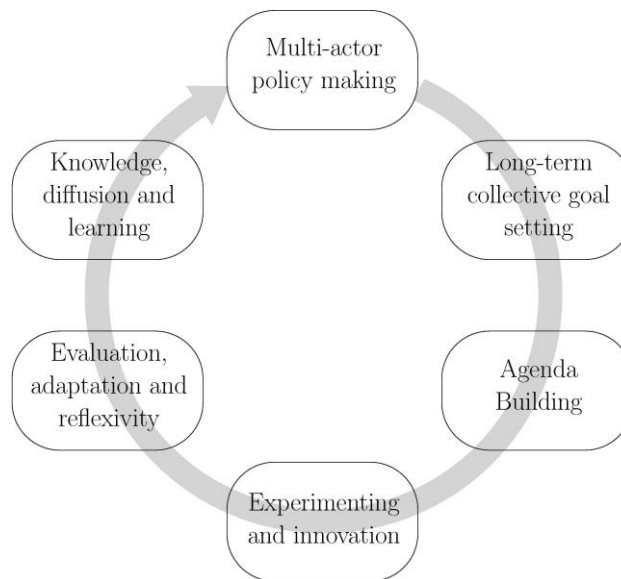 Multi-actor
policy making
Long-term
collective goal
setting
Agenda
Building
Experimenting
and innovation
Evaluation,
adaptation and
reflexivity
Knowledge,
diffusion and
learning